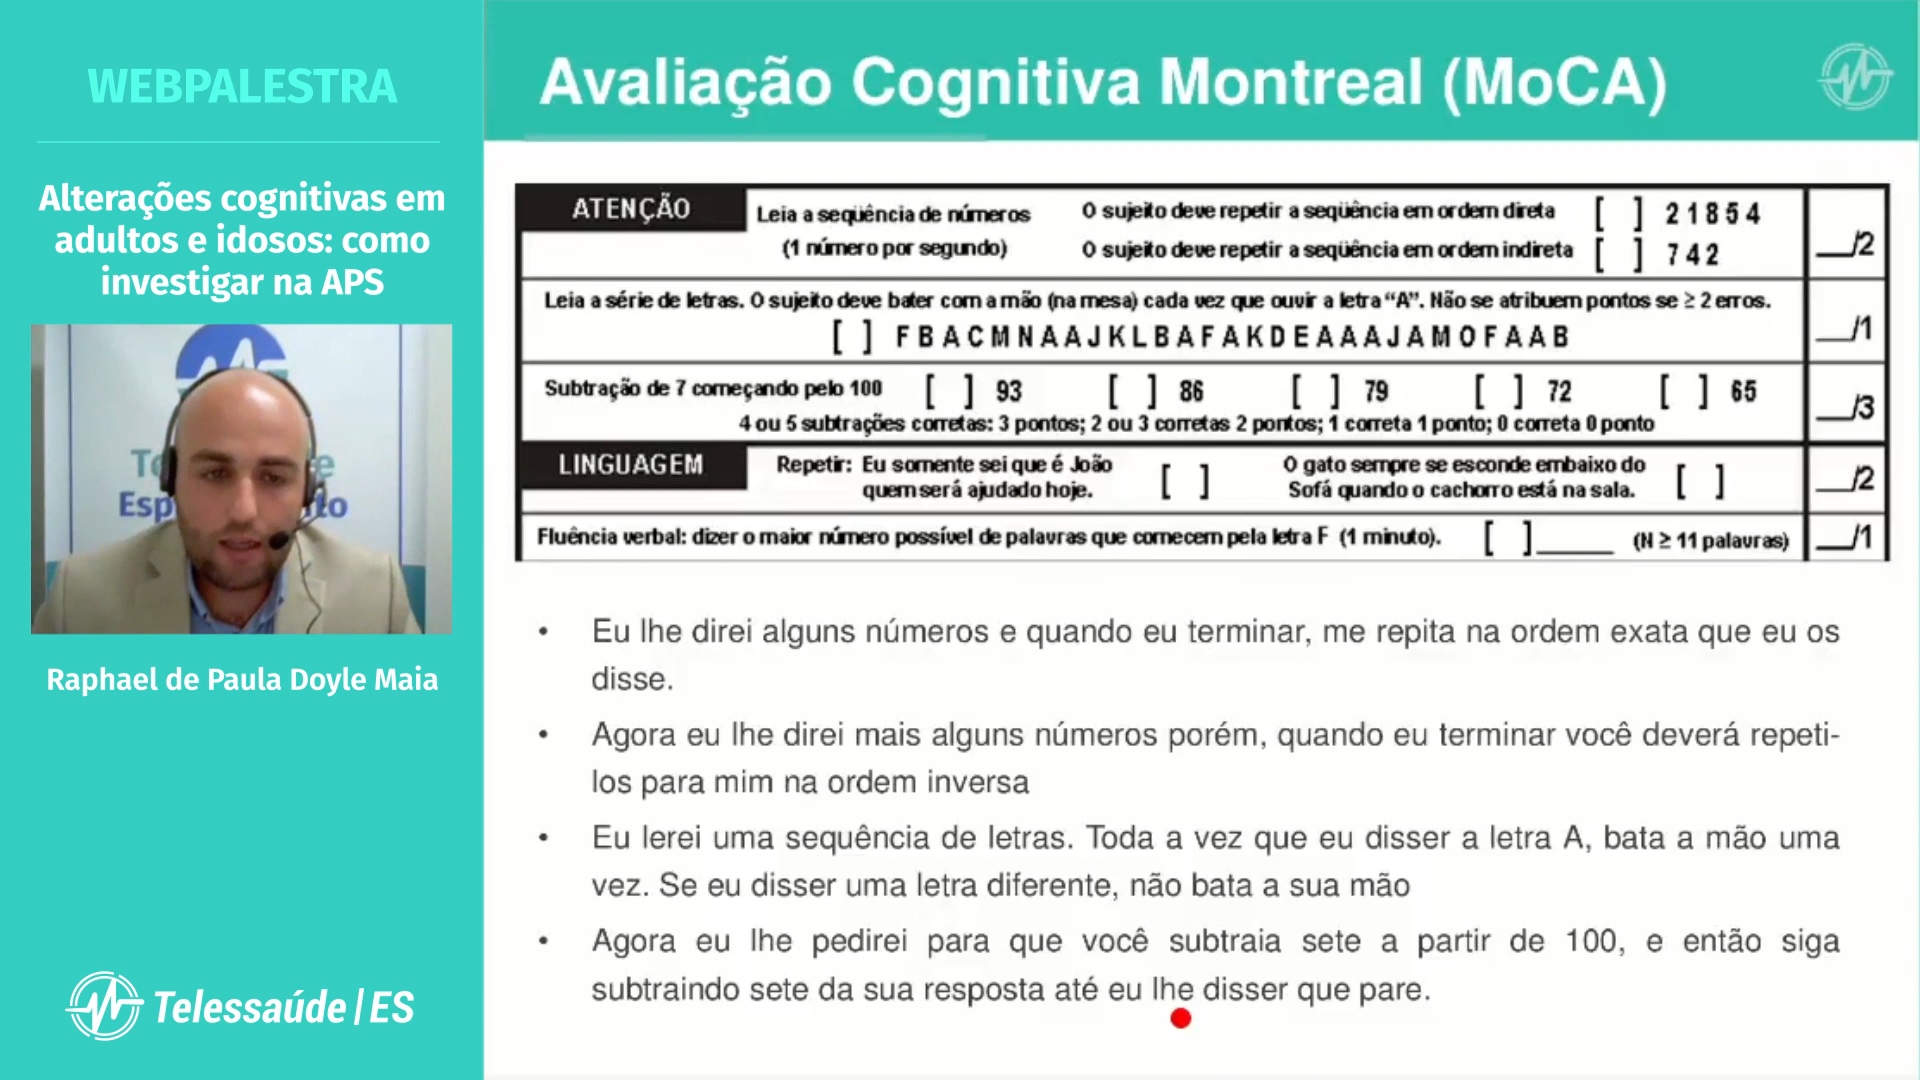 WEBPALESTRA
Alterações cognitivas em
adultos e idosos: como
investigar na APS
Raphael de Paula Doyle Maia
Telessaúde | ES
Avaliação Cognitiva Montreal (MoCA)
ATENÇÃO
Leia a seqüência de números
(1 número por segundo)
O sujeito deve repetir a seqüência em ordem direta [ ] 2 1 8 5 4
O sujeito deve repetir a seqüência em ordem indireta [ ] 7 4 2
__/2
Leia a série de letras. O sujeito deve bater com a mão (na mesa) cada vez que ouvir a letra “A”. Não se atribuem pontos se ≥ 2 erros.
[ ] F B A C M N A A J K L B A F A K D E A A A J A M O F A A B
__/1
Subtração de 7 começando pelo 100 [ ] 93 [ ] 86 [ ] 79 [ ] 72 [ ] 65
4 ou 5 subtrações corretas: 3 pontos; 2 ou 3 corretas 2 pontos; 1 correta 1 ponto; 0 correta 0 ponto
__/3
LINGUAGEM
Repetir: Eu somente sei que é João
quem será ajudado hoje. [ ]
O gato sempre se esconde embaixo do
Sofá quando o cachorro está na sala. [ ]
__/2
Fluência verbal: dizer o maior número possível de palavras que comecem pela letra F (1 minuto). [ ]_____ (N ≥ 11 palavras)
__/1
• Eu lhe direi alguns números e quando eu terminar, me repita na ordem exata que eu os
disse.
• Agora eu lhe direi mais alguns números porém, quando eu terminar você deverá repeti-
los para mim na ordem inversa
• Eu lerei uma sequência de letras. Toda a vez que eu disser a letra A, bata a mão uma
vez. Se eu disser uma letra diferente, não bata a sua mão
• Agora eu lhe pedirei para que você subtraia sete a partir de 100, e então siga
subtraindo sete da sua resposta até eu lhe disser que pare.